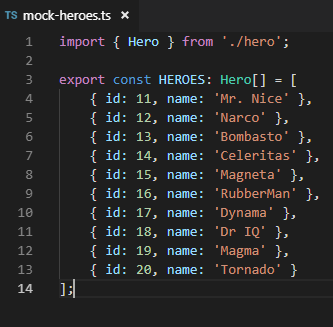 TS mock-heroes.ts ×
1 import { Hero } from './hero';
2
3 export const HEROES: Hero[] = [
4     { id: 11, name: 'Mr. Nice' },
5     { id: 12, name: 'Narco' },
6     { id: 13, name: 'Bombasto' },
7     { id: 14, name: 'Celeritas' },
8     { id: 15, name: 'Magneta' },
9     { id: 16, name: 'RubberMan' },
10     { id: 17, name: 'Dynama' },
11     { id: 18, name: 'Dr IQ' },
12     { id: 19, name: 'Magma' },
13     { id: 20, name: 'Tornado' }
14 ];